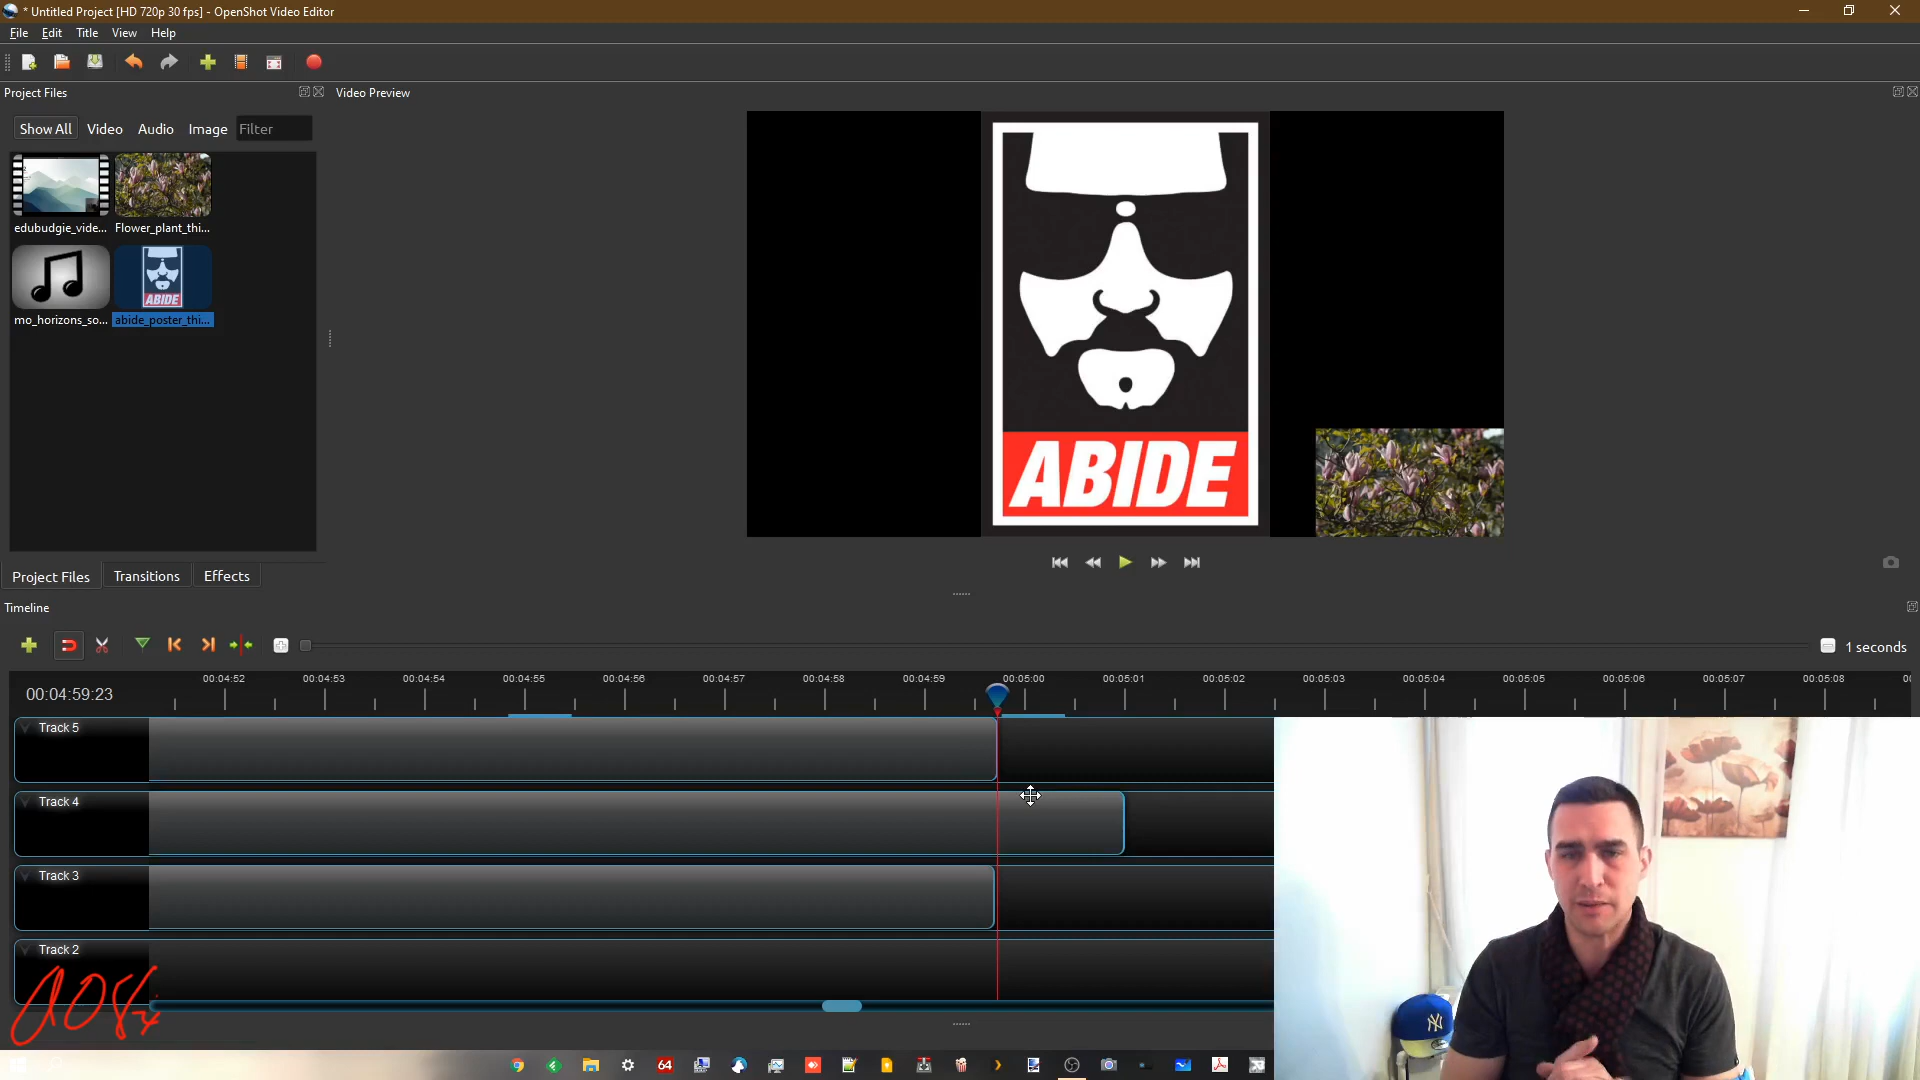 * Untitled Project [HD 720p 30 fps] - OpenShot Video Editor
File Edit Title View Help
Project Files
Video Preview
Show All Video Audio Image Filter
edubudgie_vide... Flower_plant_thi...
mo_horizons_so... abide_poster_thi...
ABIDE
ABIDE
Project Files Transitions Effects
Timeline
1 seconds
00:04:59:23
00:04:52 00:04:53 00:04:54 00:04:55 00:04:56 00:04:57 00:04:58 00:04:59 00:05:00 00:05:01 00:05:02 00:05:03 00:05:04 00:05:05 00:05:06 00:05:07 00:05:08
Track 5
Track 4
Track 3
Track 2
64
NY